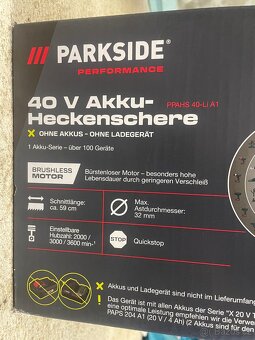 /// PARKSIDE®
PERFORMANCE
40 V Akku-
Heckenschere
PPAHS 40-Li A1
✕ OHNE AKKUS - OHNE LADEGERÄT
1 Akku-Serie – über 100 Geräte
BRUSHLESS
MOTOR
Bürstenloser Motor – besonders hohe
Lebensdauer durch geringeren Verschleiß
Schnittlänge:
ca. 59 cm
Max.
Astdurchmesser:
32 mm
Einstellbare
Hubzahl: 2000 /
3000 / 3600 min⁻¹
STOP
Quickstop
Akkus und Ladegerät sind nicht im Lieferumfang
Das Gerät ist mit allen Akkus der Serie "X 20 V T
eine optimale Leistung empfehlen wir die Verwe
PAPS 204 A1 (20 V / 4 Ah) (2 Akkus sind für den